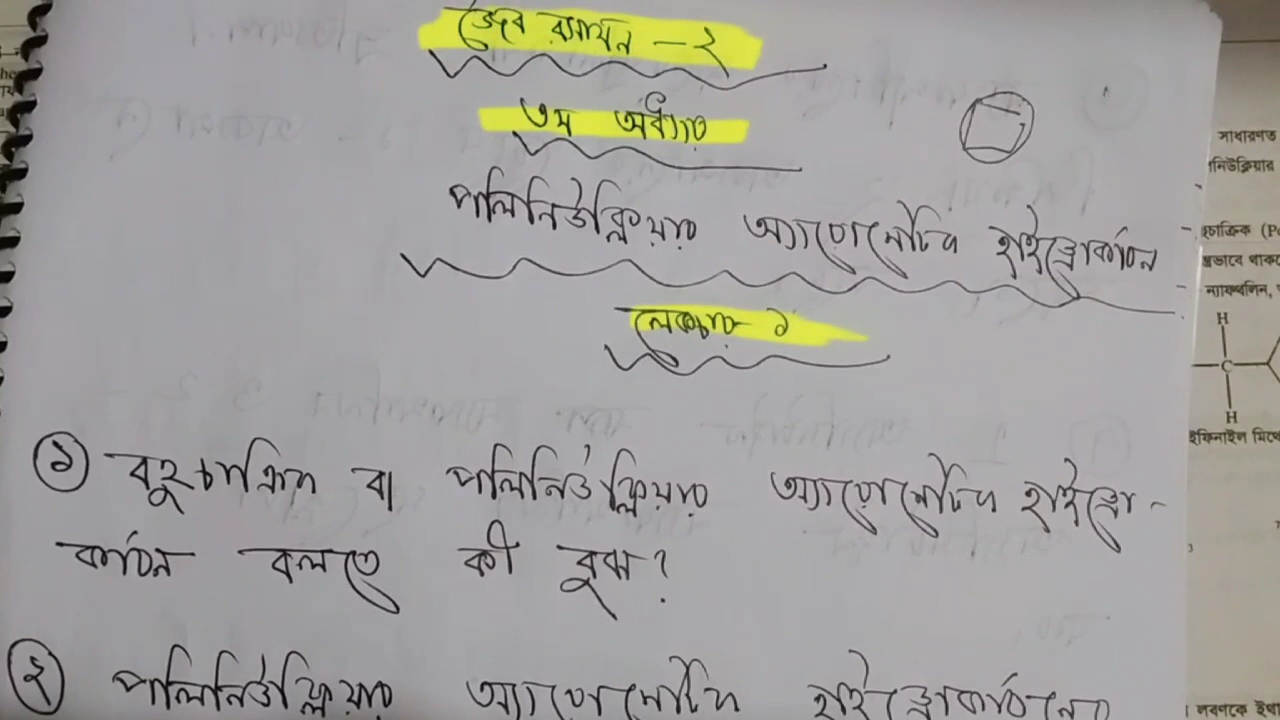 জৈব রসায়ন - ২
৩য় অধ্যায়
পলিনিউক্লিয়ার অ্যারোমেটিক হাইড্রোকার্বন
লেকচার - ১
১ বহুচাক্রিক বা পলিনিউক্লিয়ার অ্যারোমেটিক হাইড্রো-
কার্বন বলতে কী বুঝ?
২ পলিনিউক্লিয়ার অ্যারোমেটিক হাইড্রোকার্বনের
সাধারণত
নিউক্লিয়ার
চাক্রিক (P
ভাবে থাকে
ন্যাফথলিন,
H
C
H
ইফিনাইল মিথে
লবণকে ইথা